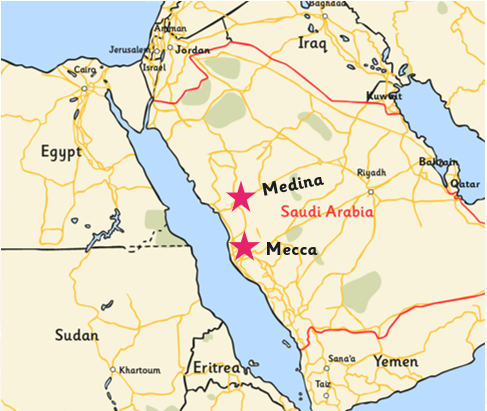 Baghdad
Amman
Iraq
Jerusalem
Jordan
Israel
Cairo
Kuwait
Egypt
Bahrain
Riyadh
Medina
Qatar
Saudi Arabia
Mecca
Sudan
Sana'a
Yemen
Khartoum
Eritrea
Taiz